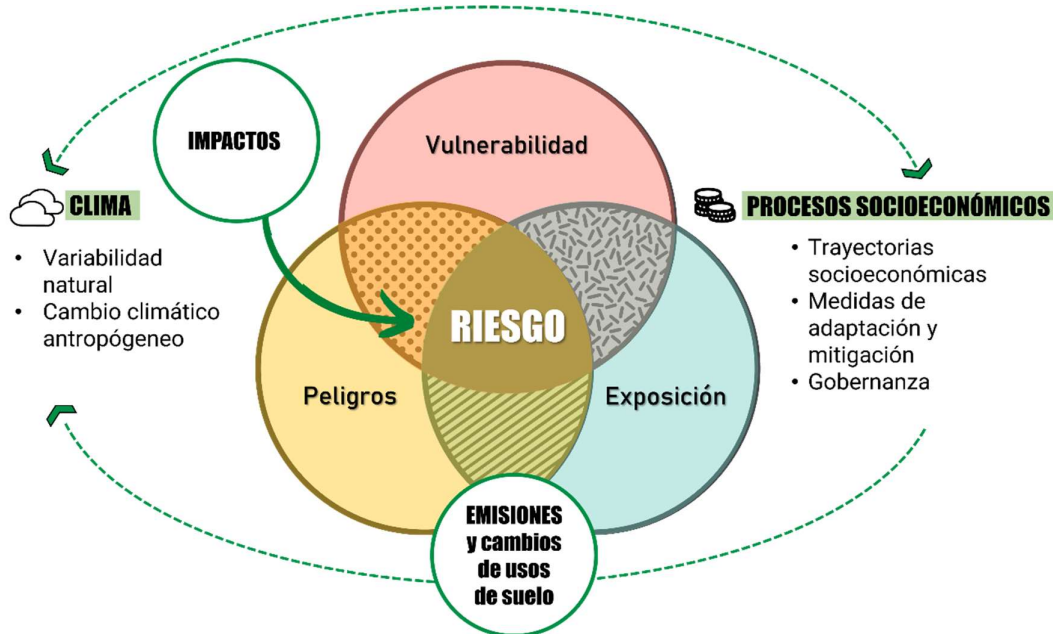 IMPACTOS
Vulnerabilidad
CLIMA
• Variabilidad
natural
• Cambio climático
antropógeneo
PROCESOS SOCIOECONÓMICOS
• Trayectorias
socioeconómicas
• Medidas de
adaptación y
mitigación
• Gobernanza
RIESGO
Peligros
Exposición
EMISIONES
y cambios
de usos
de suelo